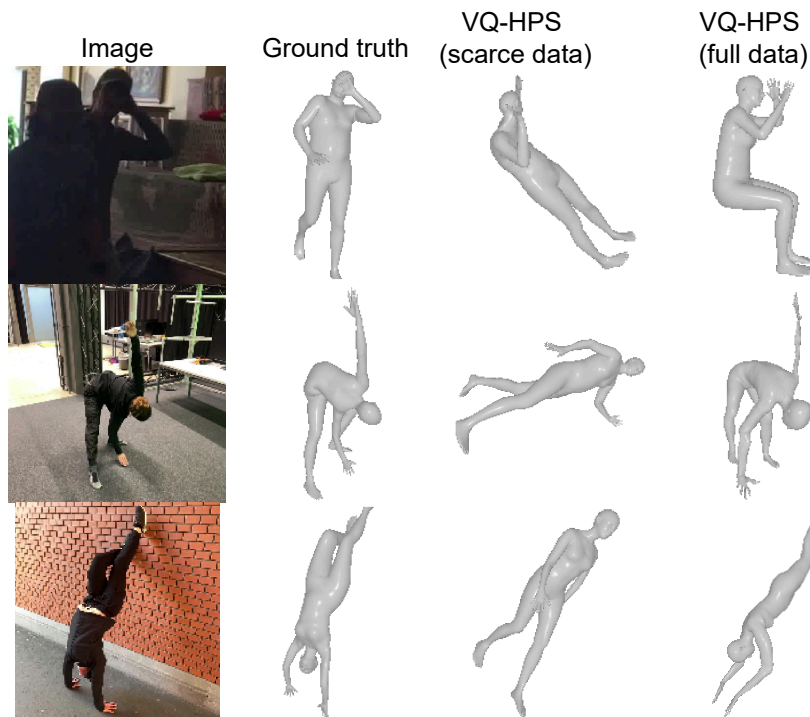 Image
Ground truth
VQ-HPS
(scarce data)
VQ-HPS
(full data)